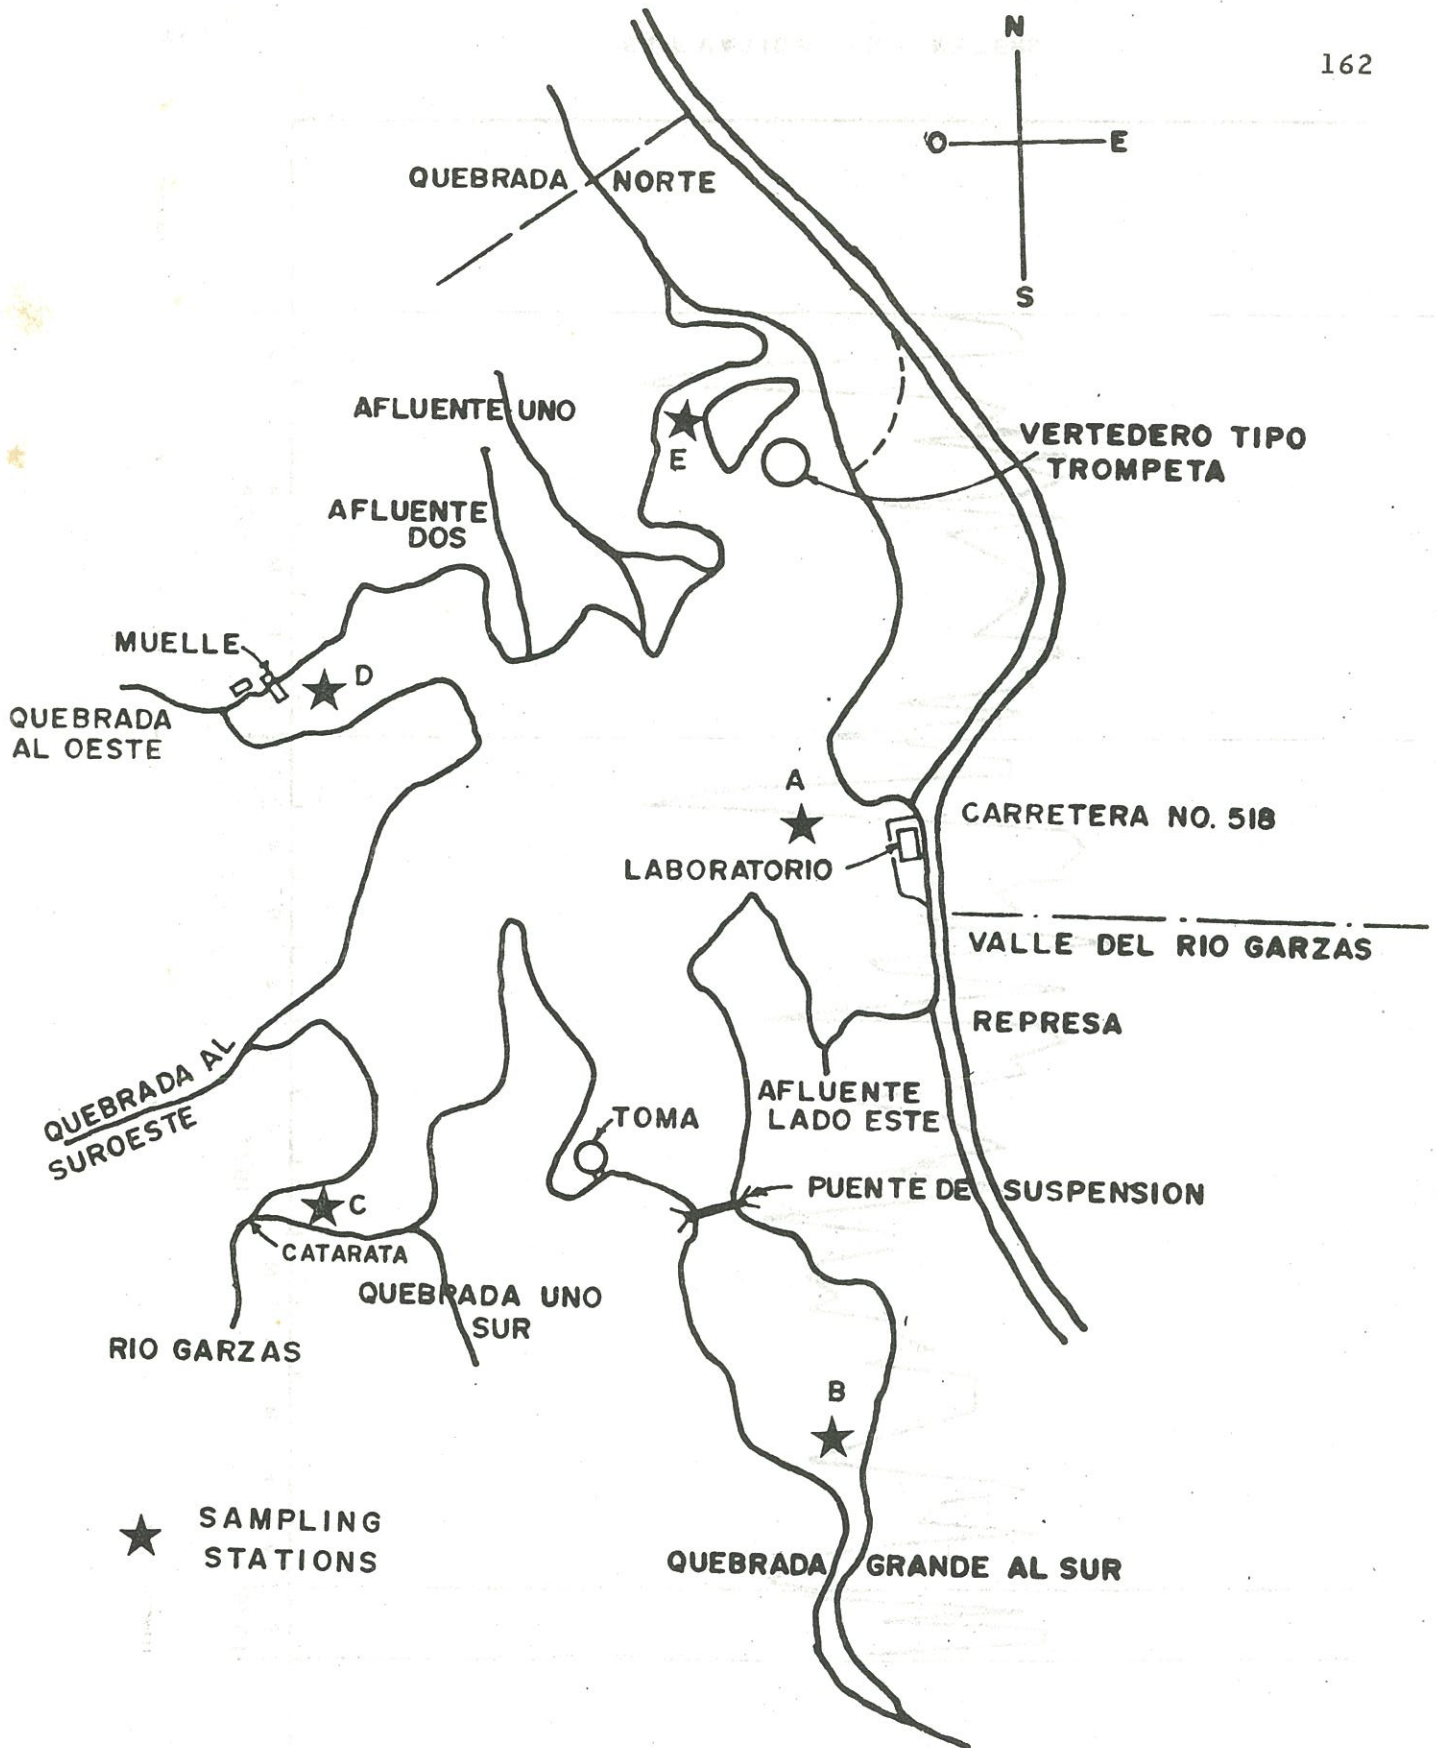 162
N
O
E
S
QUEBRADA NORTE
AFLUENTE UNO
E
VERTEDERO TIPO
TROMPETA
AFLUENTE
DOS
MUELLE
D
QUEBRADA
AL OESTE
A
CARRETERA NO. 518
LABORATORIO
VALLE DEL RIO GARZAS
REPRESA
QUEBRADA AL
SUROESTE
AFLUENTE
LADO ESTE
TOMA
PUENTE DE SUSPENSION
C
CATARATA
QUEBRADA UNO
SUR
RIO GARZAS
B
SAMPLING
STATIONS
QUEBRADA GRANDE AL SUR